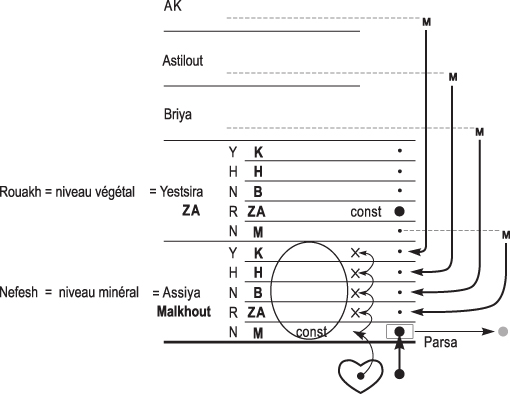 AK
M
Astilout
M
Briya
M
Y K
H H
Rouakh = niveau végétal = Yestsira N B
ZA R ZA const
N M M
Y K X
H H X
Nefesh = niveau minéral = Assiya N B X
Malkhout R ZA X
N M const
Parsa